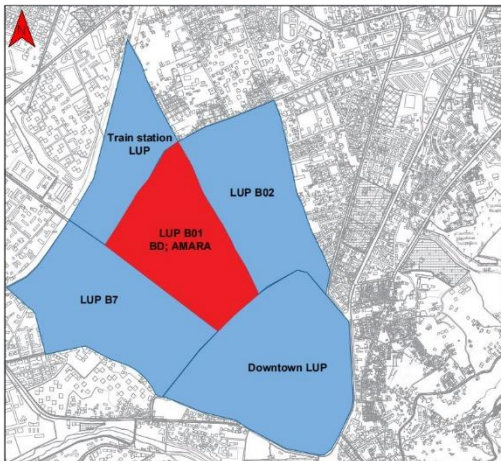 Train station
LUP
LUP B02
LUP B01
BD; AMARA
LUP B7
Downtown LUP